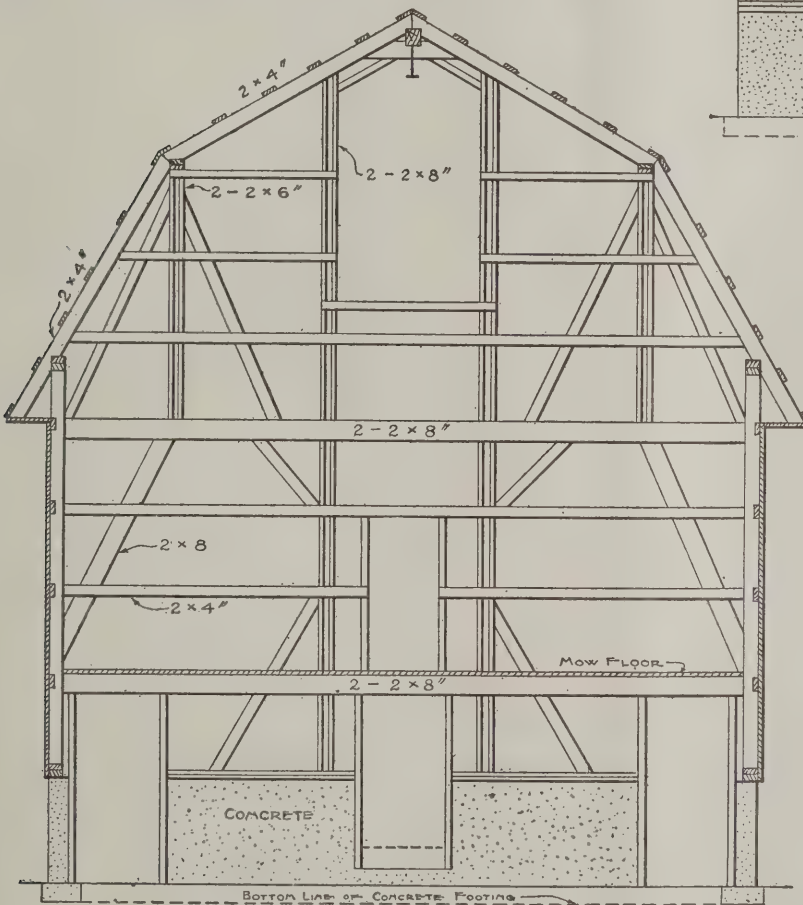 2 × 4"
2 - 2 × 8"
2 - 2 × 6"
2 × 4"
2 - 2 × 8"
2 × 8
2 × 4"
MOW FLOOR
2 - 2 × 8"
CONCRETE
BOTTOM LINE OF CONCRETE FOOTING